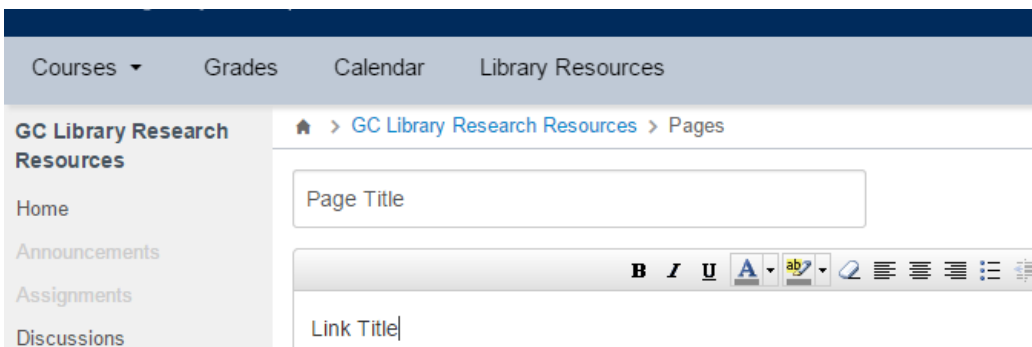 Courses Grades Calendar Library Resources
GC Library Research
Resources
> GC Library Research Resources > Pages
Home
Page Title
Announcements
B I U A ab
Assignments
Link Title
Discussions